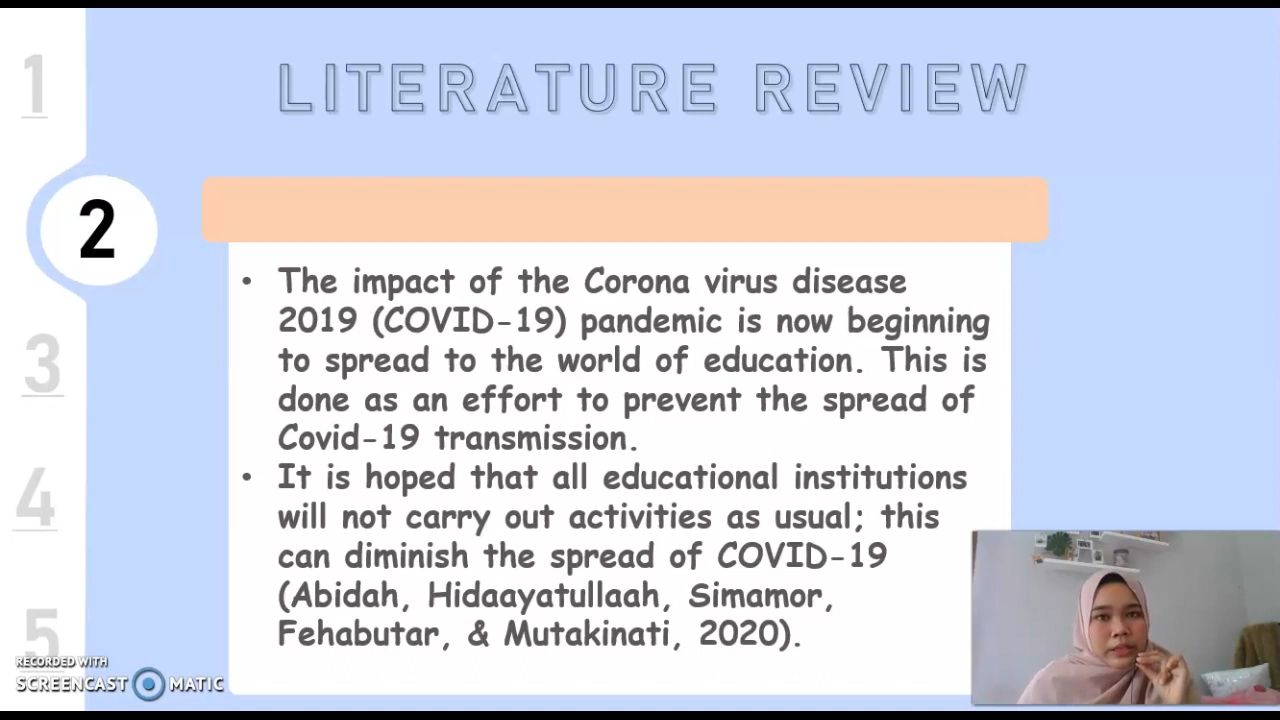 LITERATURE REVIEW
1
2
3
4
5
• The impact of the Corona virus disease
2019 (COVID-19) pandemic is now beginning
to spread to the world of education. This is
done as an effort to prevent the spread of
Covid-19 transmission.
• It is hoped that all educational institutions
will not carry out activities as usual; this
can diminish the spread of COVID-19
(Abidah, Hidaayatullaah, Simamor,
Fehabutar, & Mutakinati, 2020).
RECORDED WITH
SCREENCAST MATIC